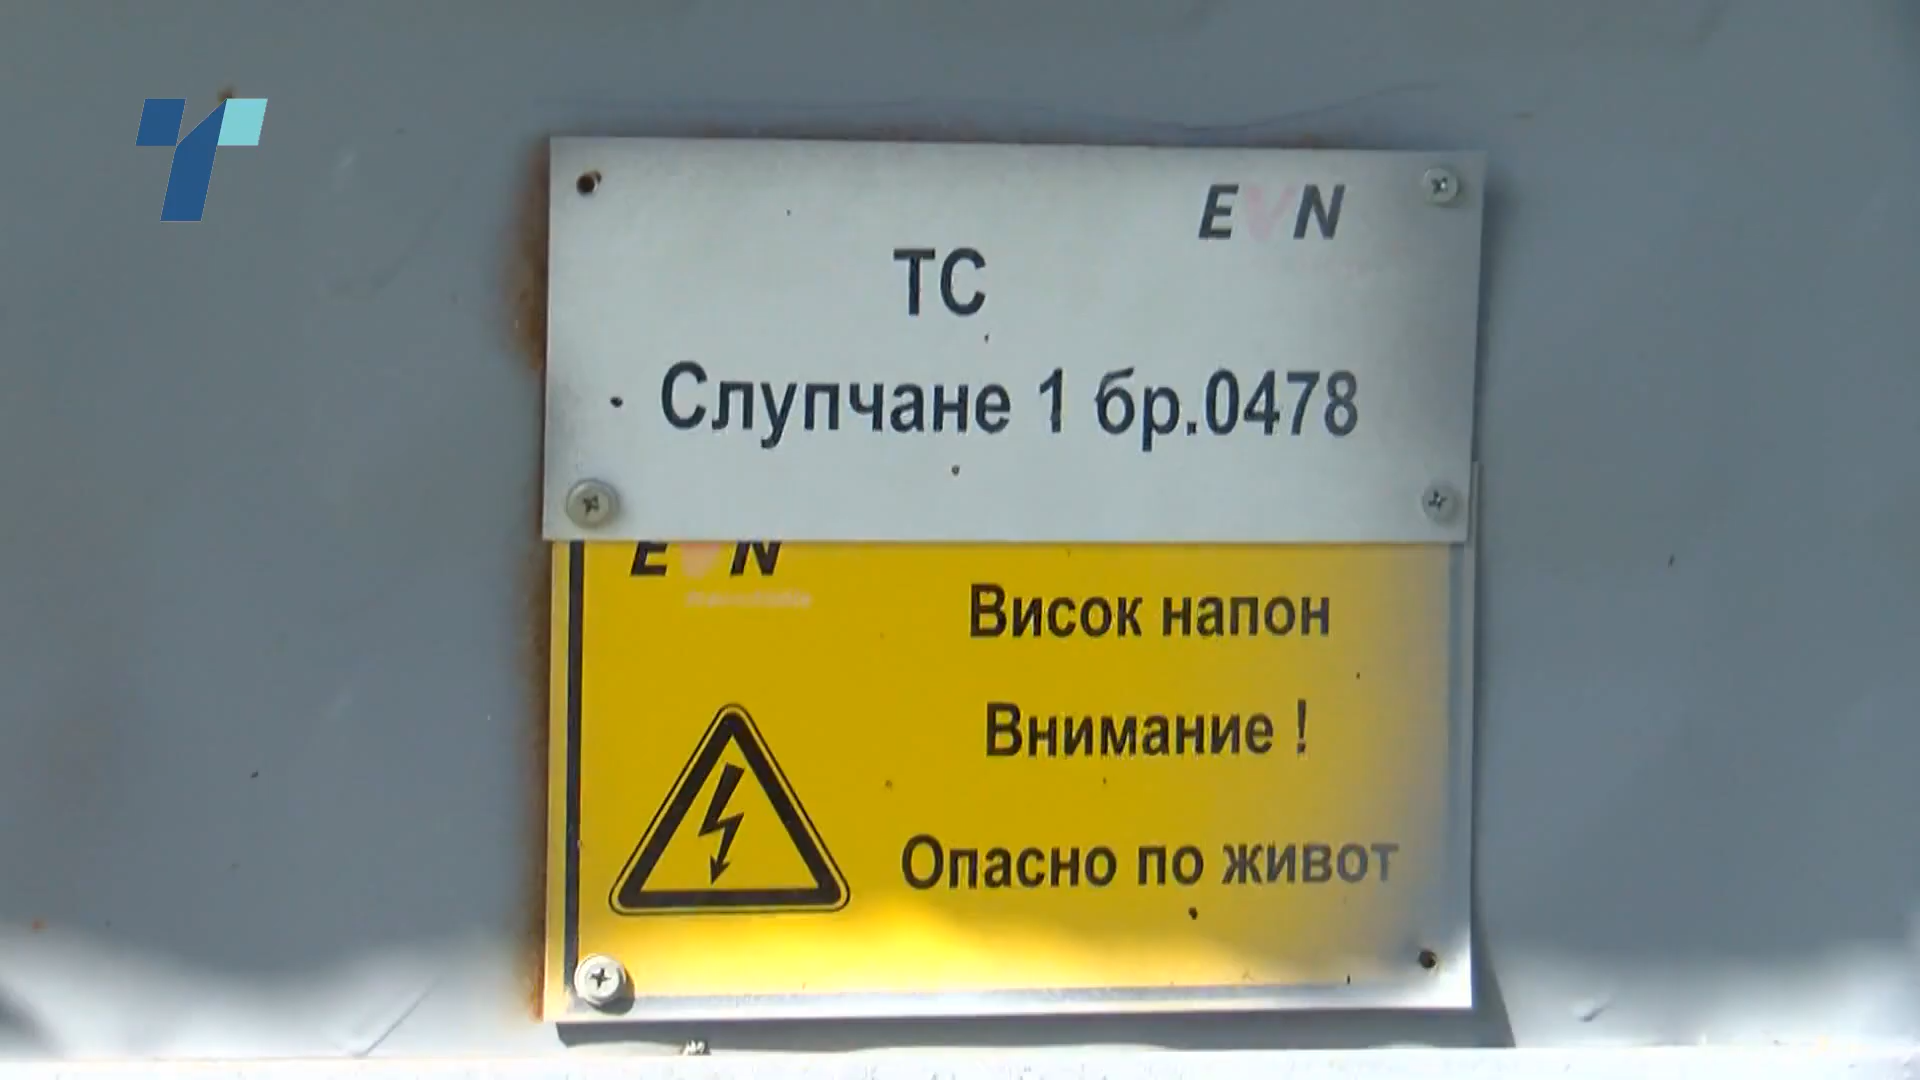 EVN
ТС
Слупчане 1 бр.0478
EVN
Висок напон
Внимание !
Опасно по живот